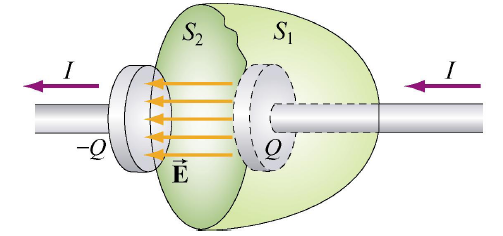 S₂ S₁
I I
-Q Q
E⃗